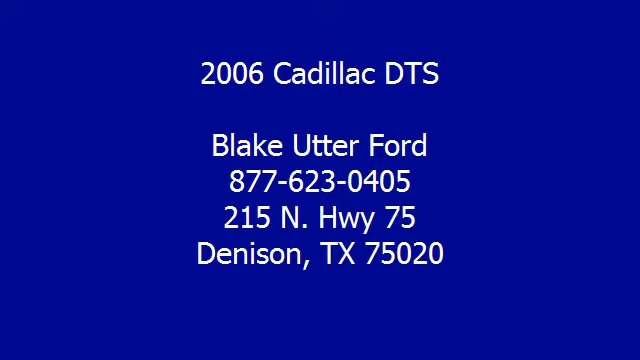 2006 Cadillac DTS
Blake Utter Ford
877-623-0405
215 N. Hwy 75
Denison, TX 75020